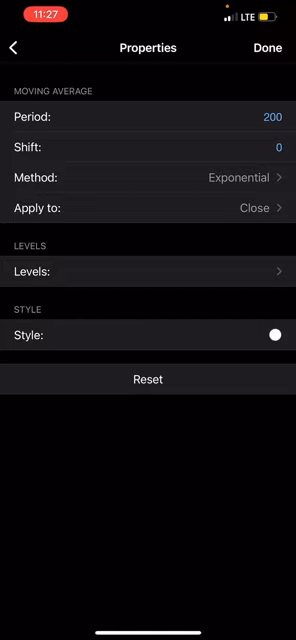 11:27
LTE
Properties
Done
MOVING AVERAGE
Period: 200
Shift: 0
Method: Exponential
Apply to: Close
LEVELS
Levels:
STYLE
Style:
Reset